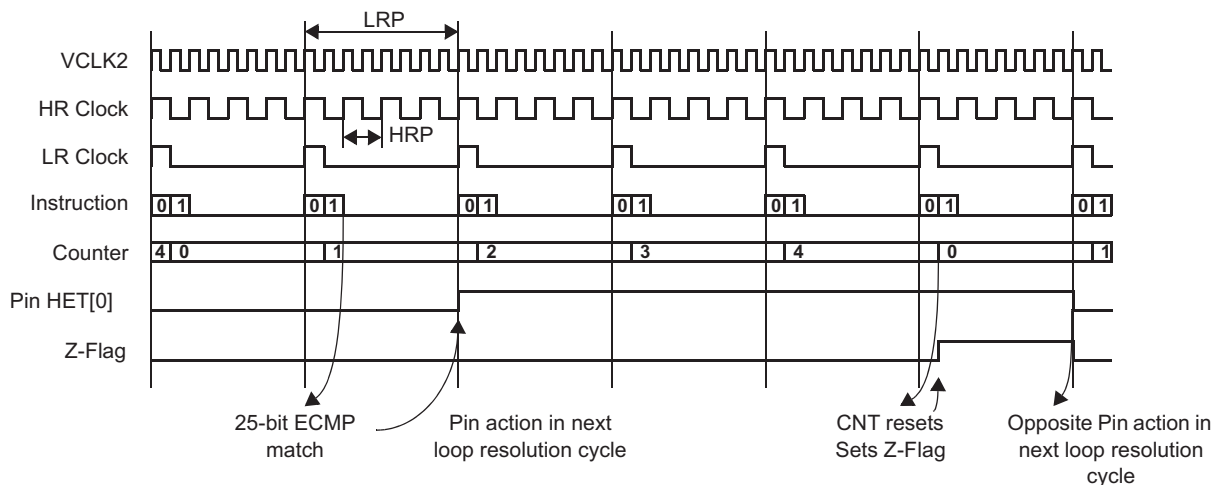 LRP
VCLK2
HR Clock
HRP
LR Clock
Instruction 0 1 0 1 0 1 0 1 0 1 0 1 0 1
Counter 4 0 1 2 3 4 0 1
Pin HET[0]
Z-Flag
25-bit ECMP
match
Pin action in next
loop resolution cycle
CNT resets
Sets Z-Flag
Opposite Pin action in
next loop resolution
cycle